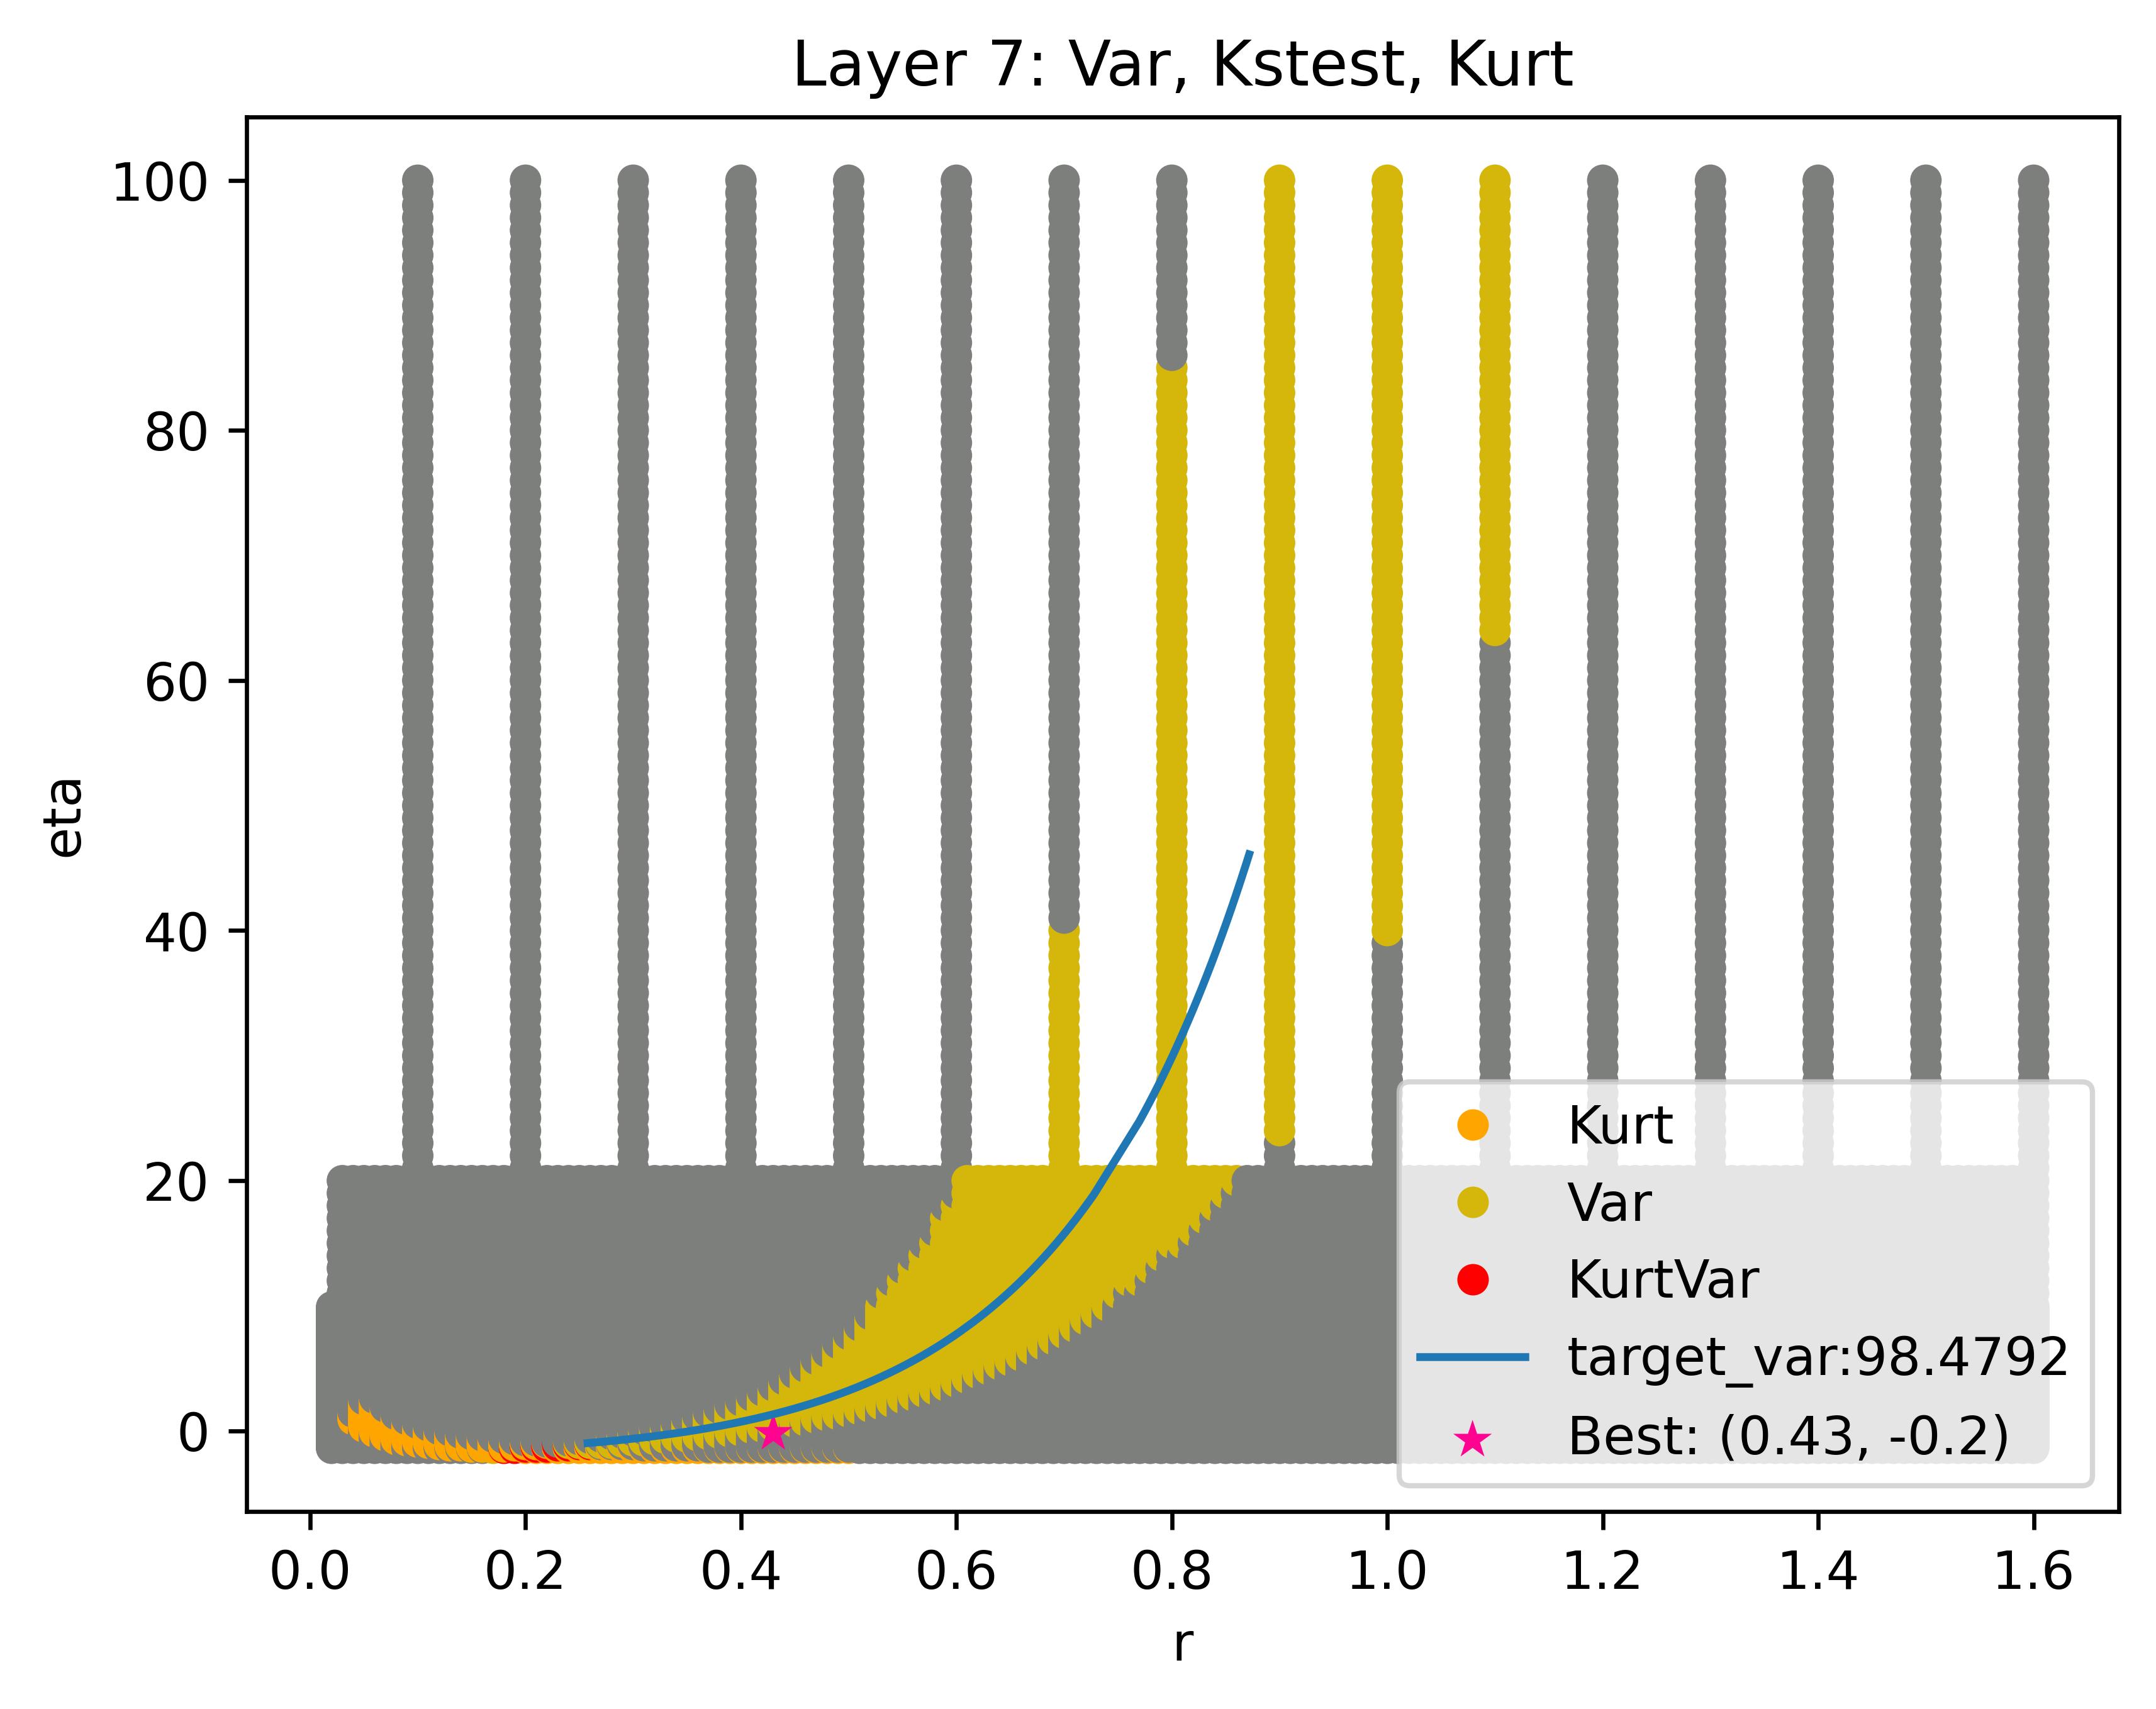 Layer 7: Var, Kstest, Kurt
100
80
60
40
20
0
eta
Kurt
Var
KurtVar
target_var:98.4792
Best: (0.43, -0.2)
0.0 0.2 0.4 0.6 0.8 1.0 1.2 1.4 1.6
r